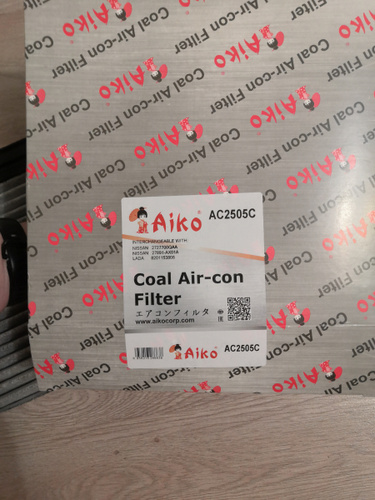 Aiko® AC2505C
INTERCHANGEABLE WITH:
NISSAN
NISSAN
LADA
Coal Air-con
Filter
エアコンフィルタ
www.aikocorp.com
Aiko AC2505C
Coal Air-con Filter
Aiko